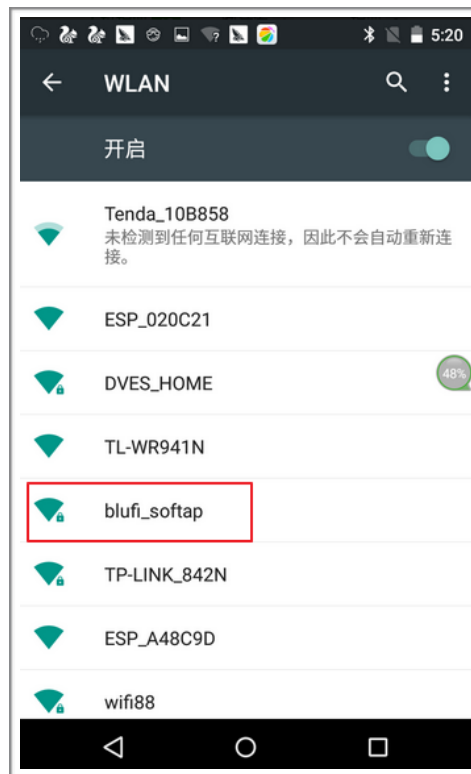 5:20
WLAN
开启
Tenda_10B858
未检测到任何互联网连接，因此不会自动重新连
接。
ESP_020C21
DVES_HOME
48%
TL-WR941N
blufi_softap
TP-LINK_842N
ESP_A48C9D
wifi88